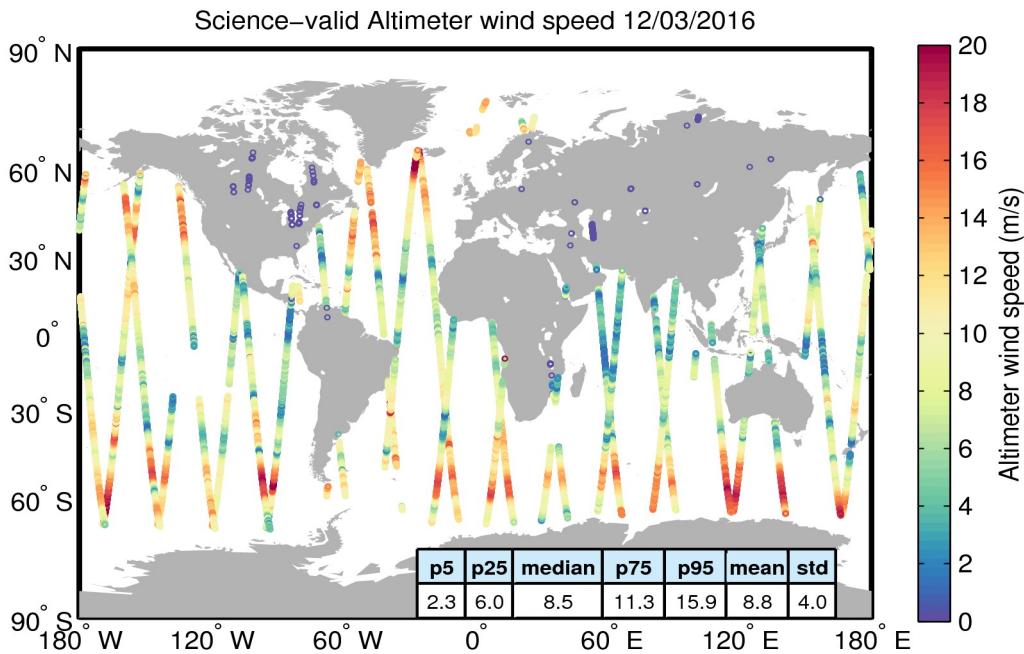 Science−valid Altimeter wind speed 12/03/2016
90° N
60° N
30° N
0°
30° S
60° S
90° S
180° W
120° W
60° W
0°
60° E
120° E
180° E
p5 p25 median p75 p95 mean std
2.3 6.0 8.5 11.3 15.9 8.8 4.0
20
18
16
14
12
10
8
6
4
2
0
Altimeter wind speed (m/s)